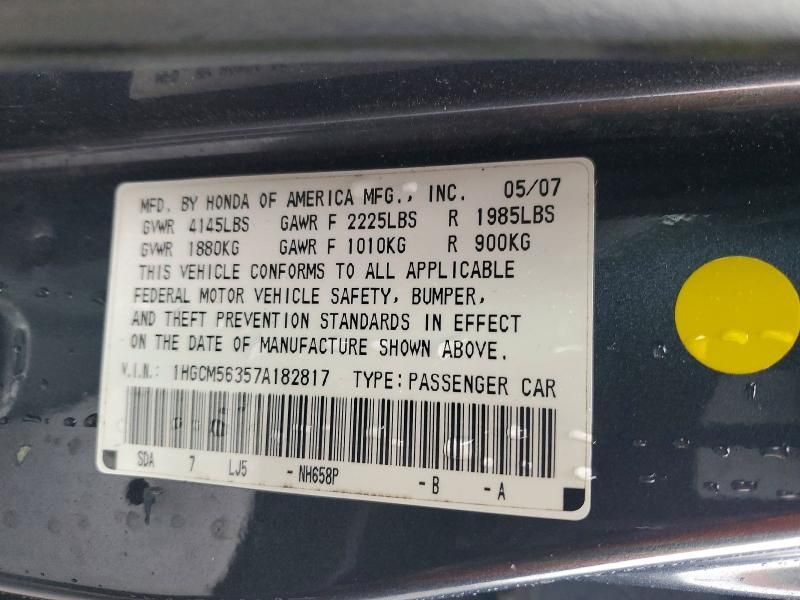 MFD. BY HONDA OF AMERICA MFG., INC. 05/07
GVWR 4145LBS GAWR F 2225LBS R 1985LBS
GVWR 1880KG GAWR F 1010KG R 900KG
THIS VEHICLE CONFORMS TO ALL APPLICABLE
FEDERAL MOTOR VEHICLE SAFETY, BUMPER,
AND THEFT PREVENTION STANDARDS IN EFFECT
ON THE DATE OF MANUFACTURE SHOWN ABOVE.
V.I.N.: 1HGCM56357A182817 TYPE: PASSENGER CAR
SDA 7 LJ5 -NH658P -B -A